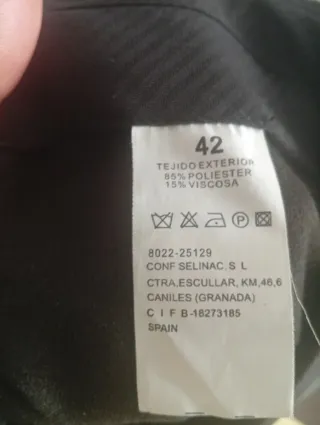 42
TEJIDO EXTERIOR
85% POLIESTER
15% VISCOSA
P
8022-25129
CONF SELINAC. S L
CTRA.ESCULLAR, KM,46,6
CANILES (GRANADA)
C I F B-18273185
SPAIN